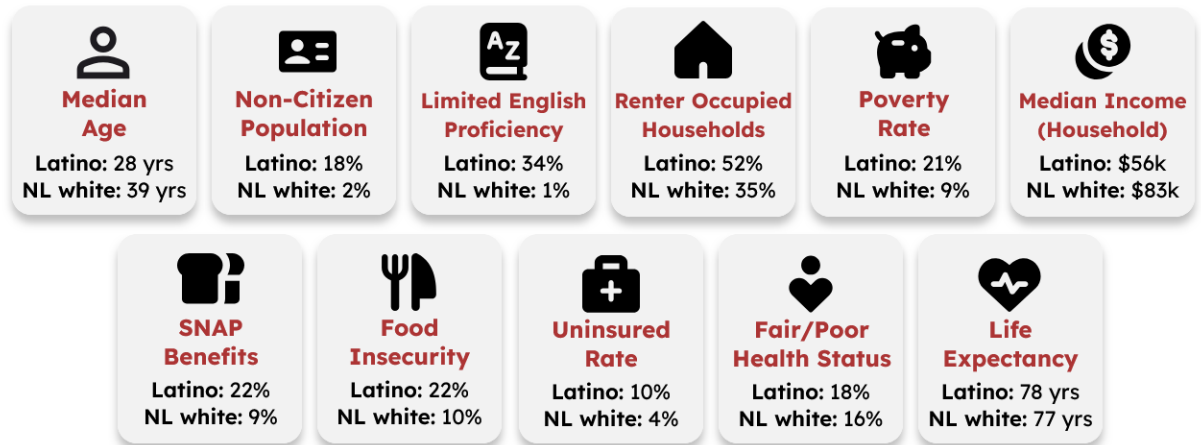 A Z
$
Median
Age
Latino: 28 yrs
NL white: 39 yrs
Non-Citizen
Population
Latino: 18%
NL white: 2%
Limited English
Proficiency
Latino: 34%
NL white: 1%
Renter Occupied
Households
Latino: 52%
NL white: 35%
Poverty
Rate
Latino: 21%
NL white: 9%
Median Income
(Household)
Latino: $56k
NL white: $83k
SNAP
Benefits
Latino: 22%
NL white: 9%
Food
Insecurity
Latino: 22%
NL white: 10%
Uninsured
Rate
Latino: 10%
NL white: 4%
Fair/Poor
Health Status
Latino: 18%
NL white: 16%
Life
Expectancy
Latino: 78 yrs
NL white: 77 yrs